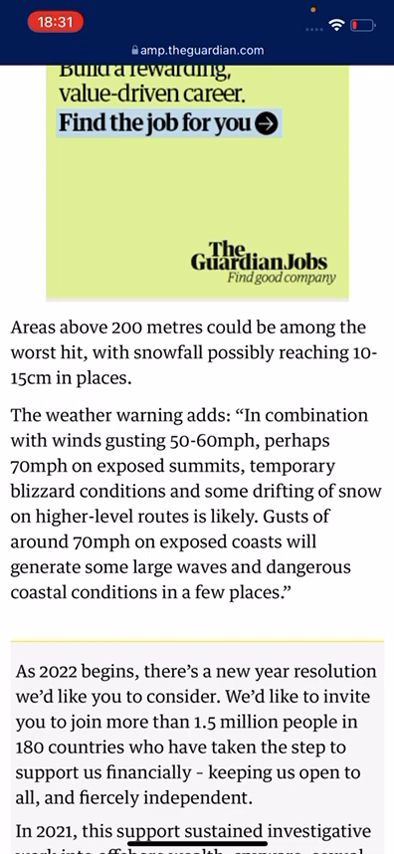 18:31
amp.theguardian.com
Build a rewarding,
value-driven career.
Find the job for you
The
Guardian Jobs
Find good company
Areas above 200 metres could be among the
worst hit, with snowfall possibly reaching 10-
15cm in places.
The weather warning adds: “In combination
with winds gusting 50-60mph, perhaps
70mph on exposed summits, temporary
blizzard conditions and some drifting of snow
on higher-level routes is likely. Gusts of
around 70mph on exposed coasts will
generate some large waves and dangerous
coastal conditions in a few places.”
As 2022 begins, there’s a new year resolution
we’d like you to consider. We’d like to invite
you to join more than 1.5 million people in
180 countries who have taken the step to
support us financially – keeping us open to
all, and fiercely independent.
In 2021, this support sustained investigative